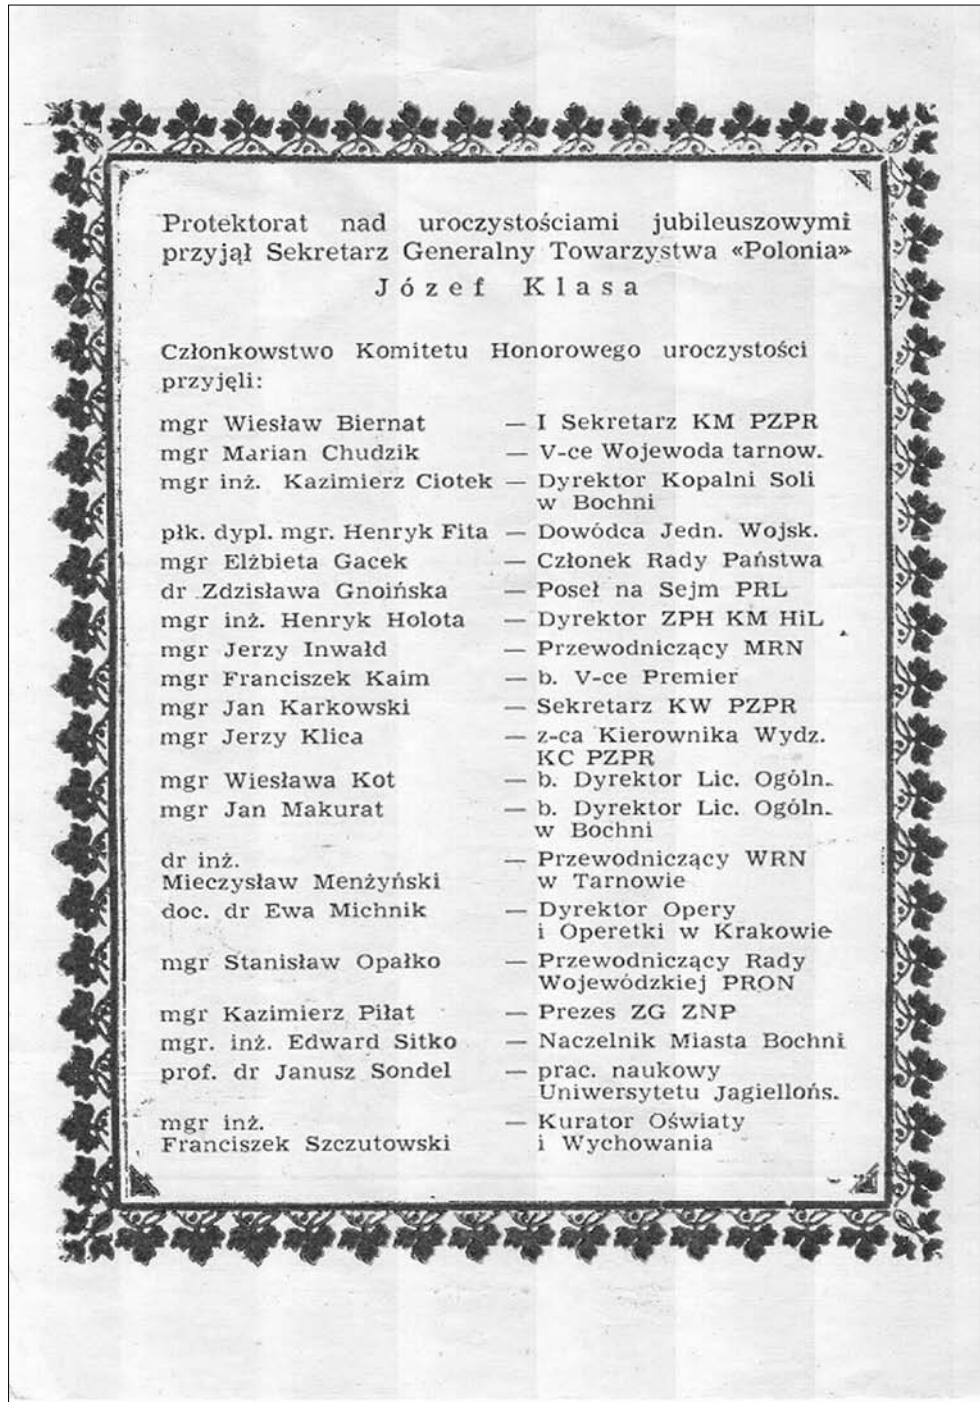 Protektorat nad uroczystościami jubileuszowymi
przyjął Sekretarz Generalny Towarzystwa «Polonia»
Józef Klasa
Członkowstwo Komitetu Honorowego uroczystości
przyjęli:
mgr Wiesław Biernat — I Sekretarz KM PZPR
mgr Marian Chudzik — V-ce Wojewoda tarnow.
mgr inż. Kazimierz Ciotek — Dyrektor Kopalni Soli
w Bochni
płk. dypl. mgr. Henryk Fita — Dowódca Jedn. Wojsk.
mgr Elżbieta Gacek — Członek Rady Państwa
dr Zdzisława Gnoińska — Poseł na Sejm PRL
mgr inż. Henryk Holota — Dyrektor ZPH KM HiL
mgr Jerzy Inwałd — Przewodniczący MRN
mgr Franciszek Kaim — b. V-ce Premier
mgr Jan Karkowski — Sekretarz KW PZPR
mgr Jerzy Klica — z-ca Kierownika Wydz.
KC PZPR
mgr Wiesława Kot — b. Dyrektor Lic. Ogóln.
mgr Jan Makurat — b. Dyrektor Lic. Ogóln.
w Bochni
dr inż. — Przewodniczący WRN
Mieczysław Menżyński w Tarnowie
doc. dr Ewa Michnik — Dyrektor Opery
i Operetki w Krakowie
mgr Stanisław Opałko — Przewodniczący Rady
Wojewódzkiej PRON
mgr Kazimierz Piłat — Prezes ZG ZNP
mgr. inż. Edward Sitko — Naczelnik Miasta Bochni
prof. dr Janusz Sondel — prac. naukowy
Uniwersytetu Jagiellońs.
mgr inż. — Kurator Oświaty
Franciszek Szczutowski i Wychowania